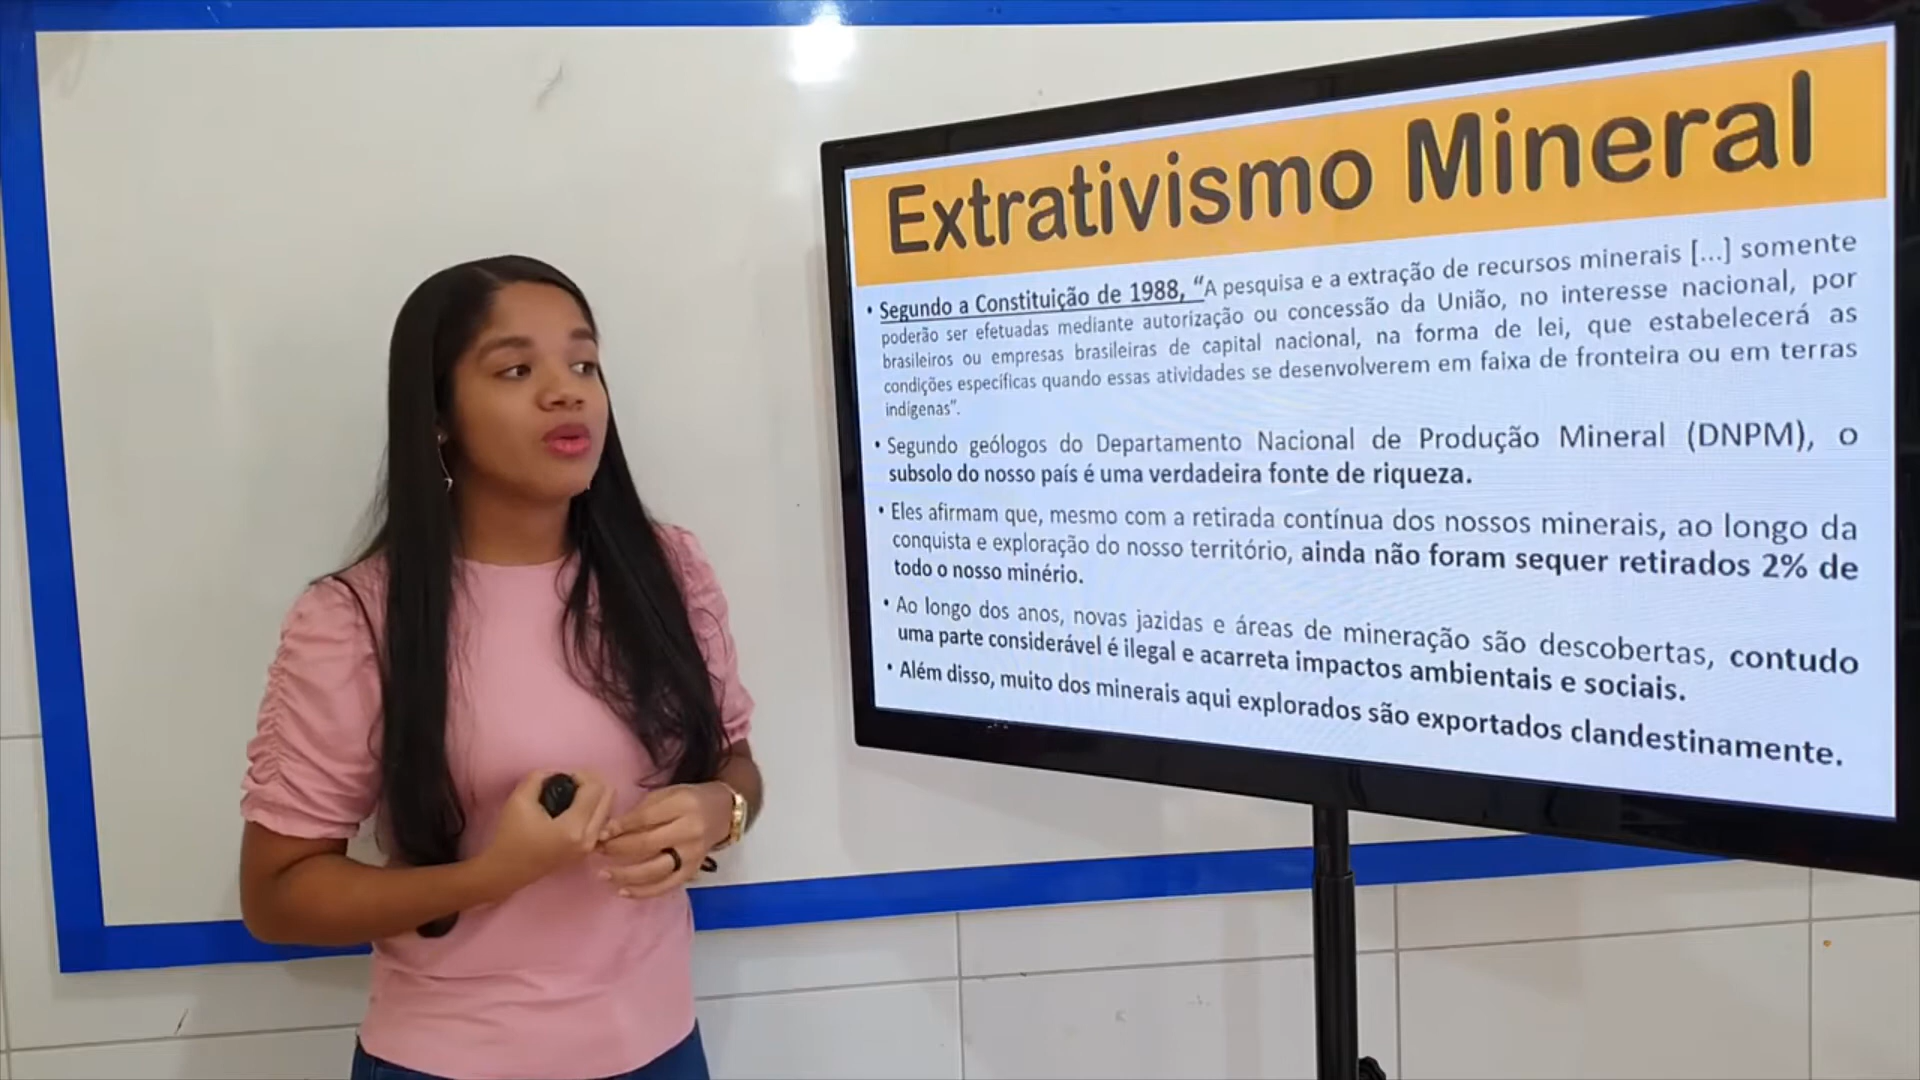 Extrativismo Mineral
• Segundo a Constituição de 1988, “A pesquisa e a extração de recursos minerais [...] somente
poderão ser efetuadas mediante autorização ou concessão da União, no interesse nacional, por
brasileiros ou empresas brasileiras de capital nacional, na forma de lei, que estabelecerá as
condições específicas quando essas atividades se desenvolverem em faixa de fronteira ou em terras
indígenas”.
• Segundo geólogos do Departamento Nacional de Produção Mineral (DNPM), o
subsolo do nosso país é uma verdadeira fonte de riqueza.
• Eles afirmam que, mesmo com a retirada contínua dos nossos minerais, ao longo da
conquista e exploração do nosso território, ainda não foram sequer retirados 2% de
todo o nosso minério.
• Ao longo dos anos, novas jazidas e áreas de mineração são descobertas, contudo
uma parte considerável é ilegal e acarreta impactos ambientais e sociais.
• Além disso, muito dos minerais aqui explorados são exportados clandestinamente.